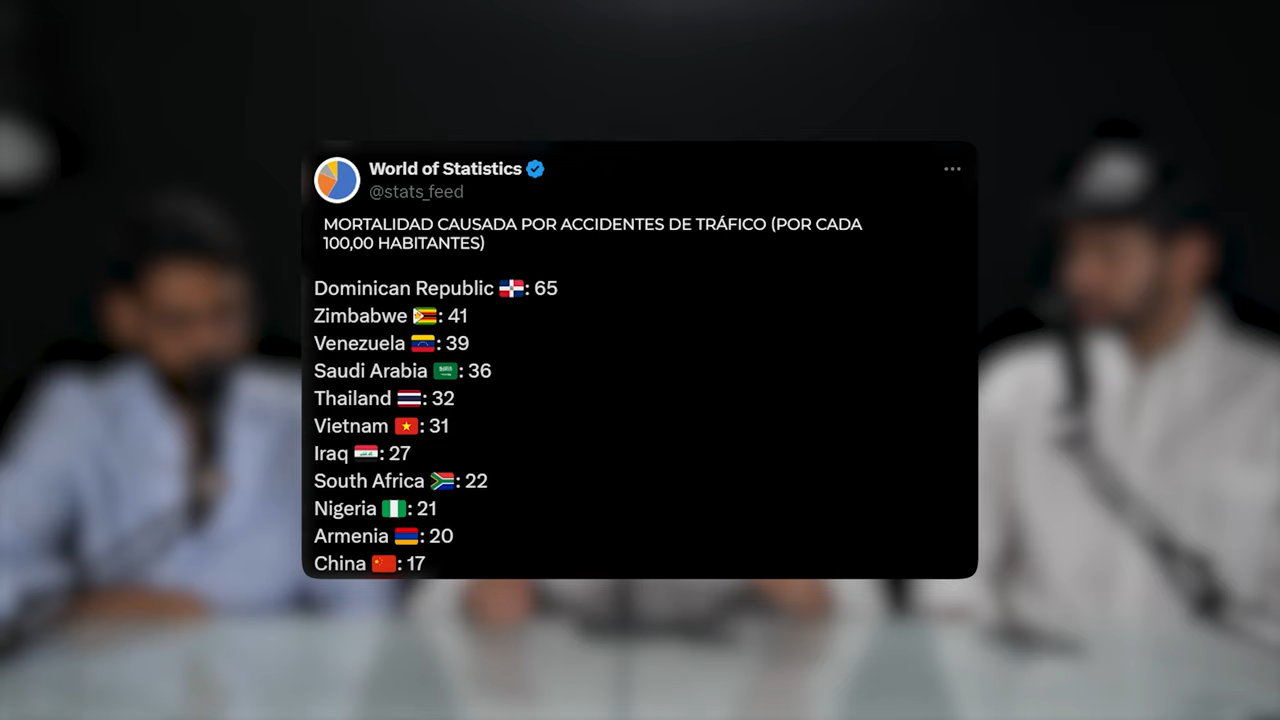 World of Statistics
@stats_feed
MORTALIDAD CAUSADA POR ACCIDENTES DE TRÁFICO (POR CADA
100,00 HABITANTES)
Dominican Republic 🇩🇴: 65
Zimbabwe 🇿🇼: 41
Venezuela 🇻🇪: 39
Saudi Arabia 🇸🇦: 36
Thailand 🇹🇭: 32
Vietnam 🇻🇳: 31
Iraq 🇮🇶: 27
South Africa 🇿🇦: 22
Nigeria 🇳🇬: 21
Armenia 🇦🇲: 20
China 🇨🇳: 17